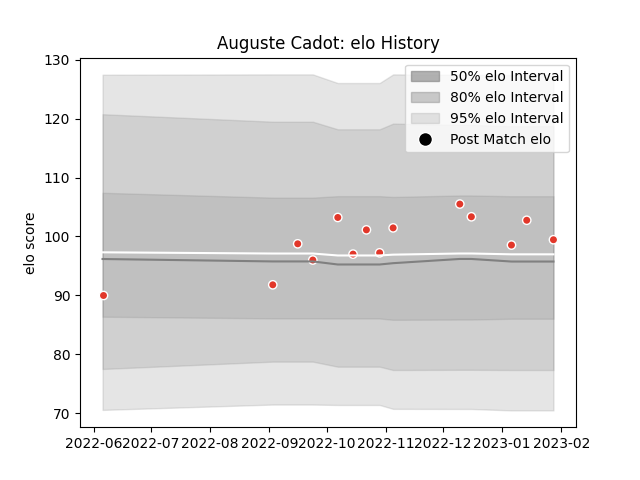 Auguste Cadot: elo History
130
120
110
100
90
80
70
elo score
50% elo Interval
80% elo Interval
95% elo Interval
Post Match elo
2022-06
2022-07
2022-08
2022-09
2022-10
2022-11
2022-12
2023-01
2023-02